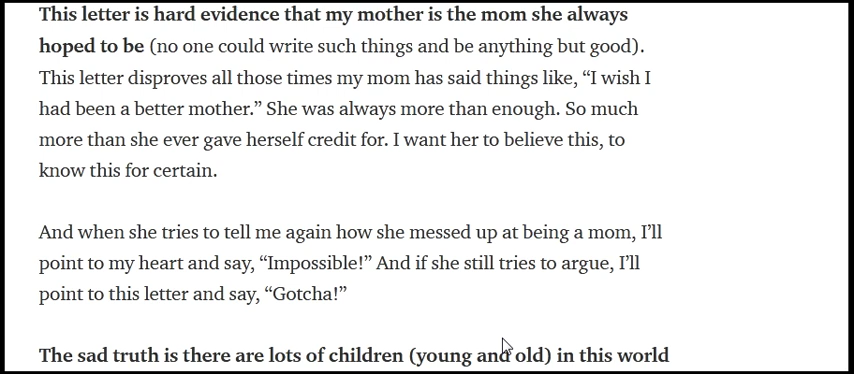 This letter is hard evidence that my mother is the mom she always
hoped to be (no one could write such things and be anything but good).
This letter disproves all those times my mom has said things like, “I wish I
had been a better mother.” She was always more than enough. So much
more than she ever gave herself credit for. I want her to believe this, to
know this for certain.
And when she tries to tell me again how she messed up at being a mom, I’ll
point to my heart and say, “Impossible!” And if she still tries to argue, I’ll
point to this letter and say, “Gotcha!”
The sad truth is there are lots of children (young and old) in this world